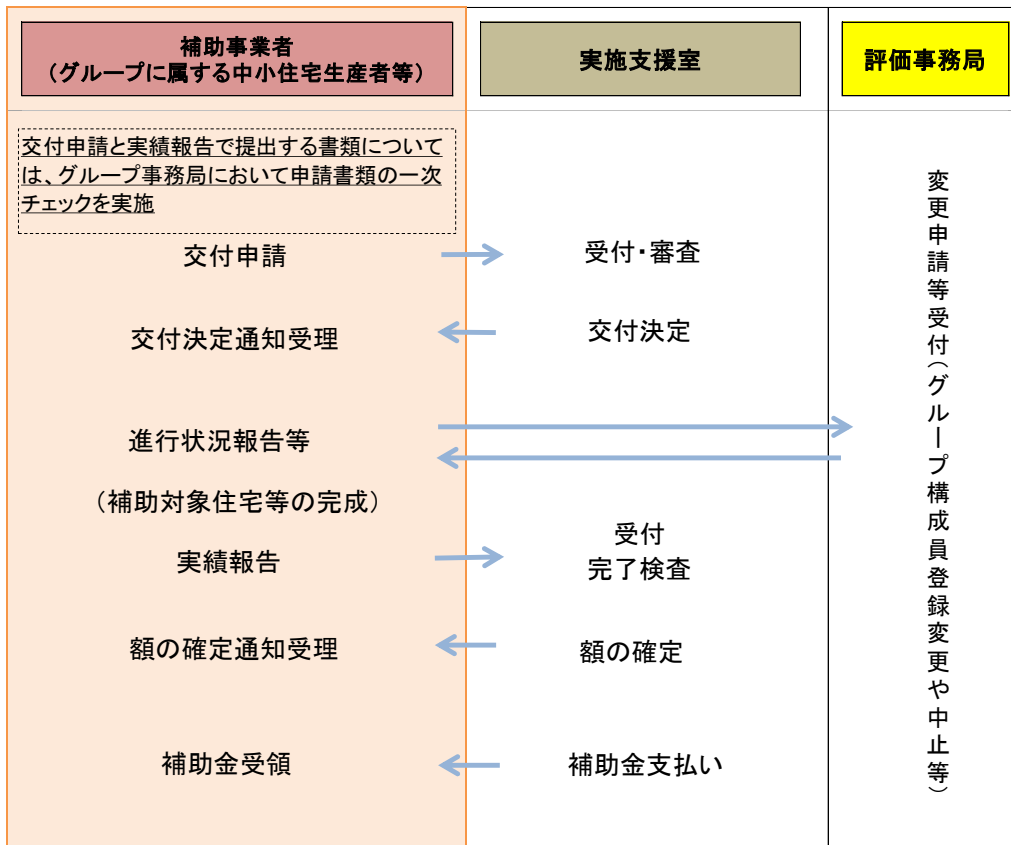 補助事業者
（グループに属する中小住宅生産者等）
実施支援室
評価事務局
交付申請と実績報告で提出する書類について
は、グループ事務局において申請書類の一次
チェックを実施
交付申請
受付・審査
交付決定通知受理
交付決定
進行状況報告等
（補助対象住宅等の完成）
実績報告
受付
完了検査
額の確定通知受理
額の確定
補助金受領
補助金支払い
変更申請等受付（グループ構成員登録変更や中止等）